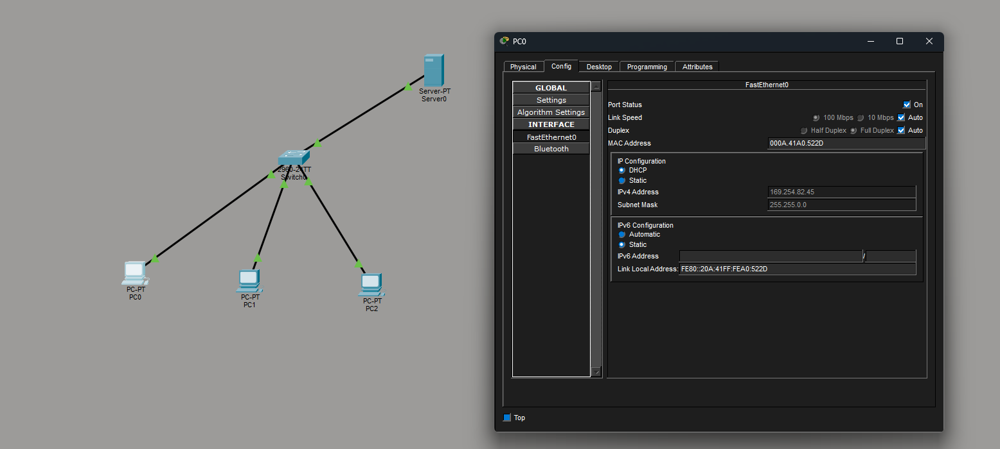 Server-PT
Server0
2960-24TT
Switch0
PC-PT
PC0
PC-PT
PC1
PC-PT
PC2
PC0
Physical Config Desktop Programming Attributes
GLOBAL
Settings
Algorithm Settings
INTERFACE
FastEthernet0
Bluetooth
FastEthernet0
Port Status On
Link Speed 100 Mbps 10 Mbps Auto
Duplex Half Duplex Full Duplex Auto
MAC Address 000A.41A0.522D
IP Configuration
DHCP
Static
IPv4 Address 169.254.82.45
Subnet Mask 255.255.0.0
IPv6 Configuration
Automatic
Static
IPv6 Address /
Link Local Address: FE80::20A:41FF:FEA0:522D
Top